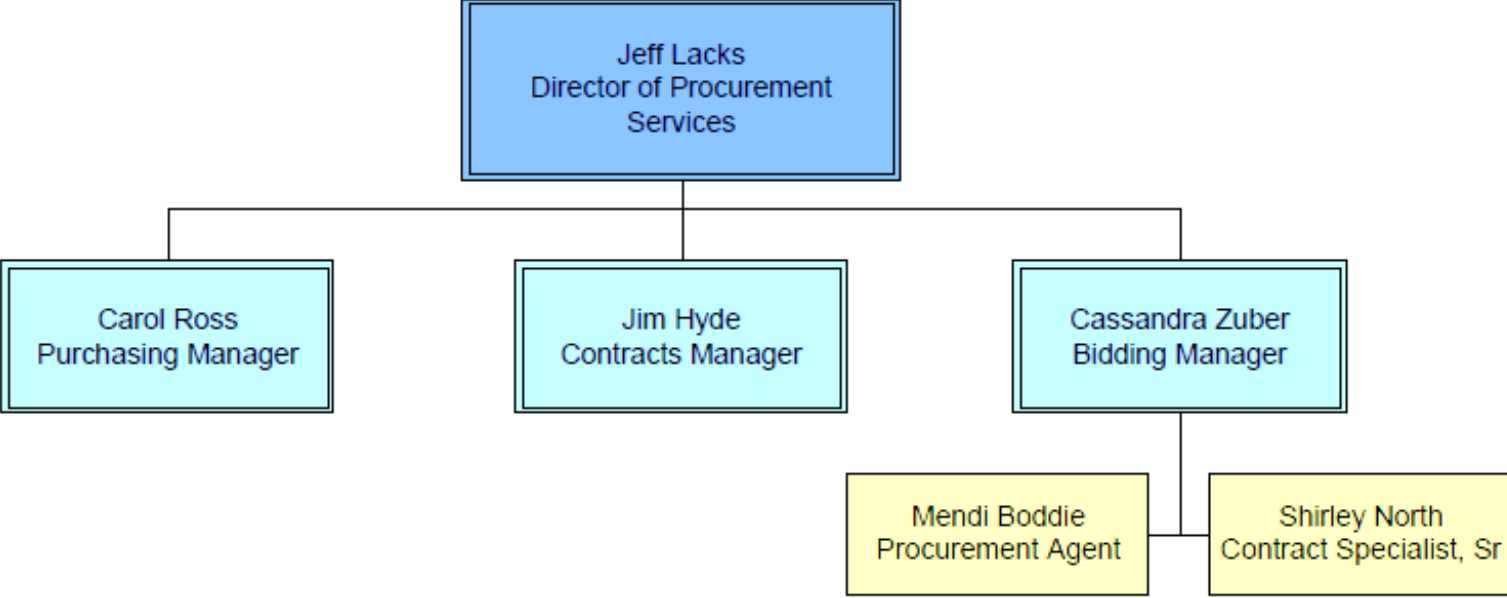 Jeff Lacks
Director of Procurement
Services
Carol Ross
Purchasing Manager
Jim Hyde
Contracts Manager
Cassandra Zuber
Bidding Manager
Mendi Boddie
Procurement Agent
Shirley North
Contract Specialist, Sr